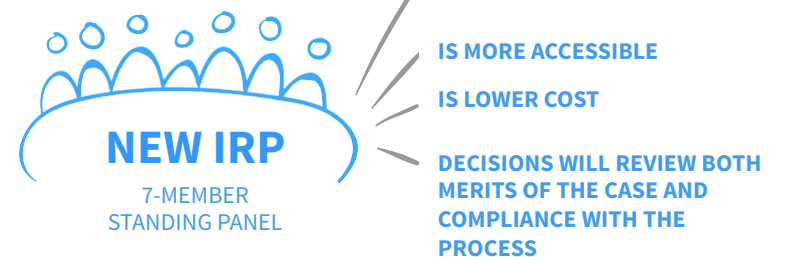 NEW IRP
7-MEMBER
STANDING PANEL
IS MORE ACCESSIBLE
IS LOWER COST
DECISIONS WILL REVIEW BOTH
MERITS OF THE CASE AND
COMPLIANCE WITH THE
PROCESS